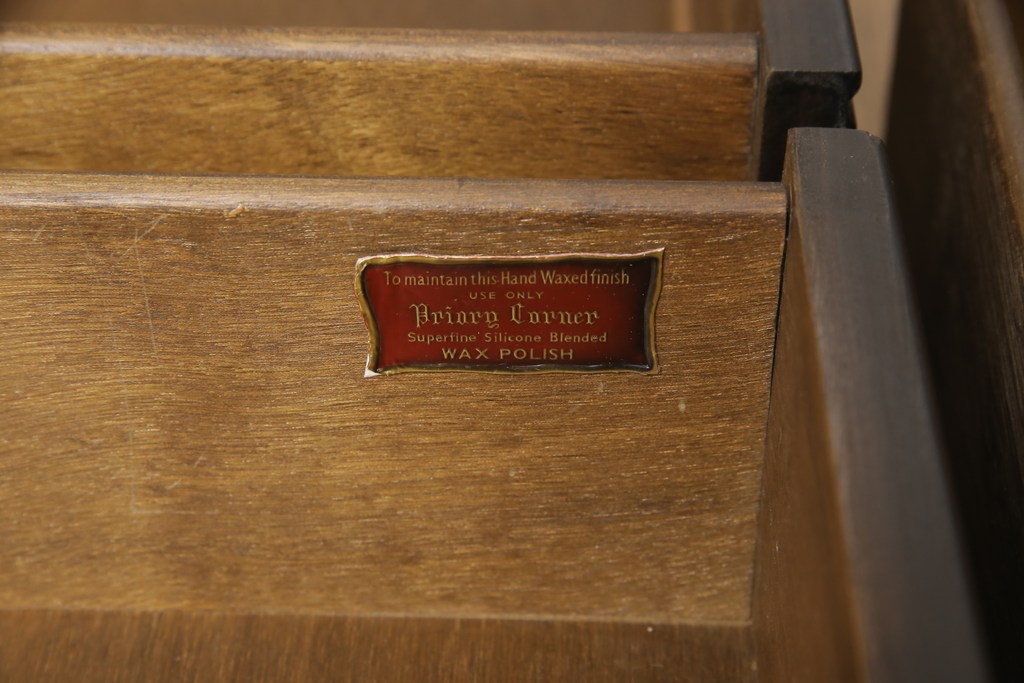 To maintain this Hand Waxed finish
USE ONLY
Priory Corner
Superfine Silicone Blended
WAX POLISH